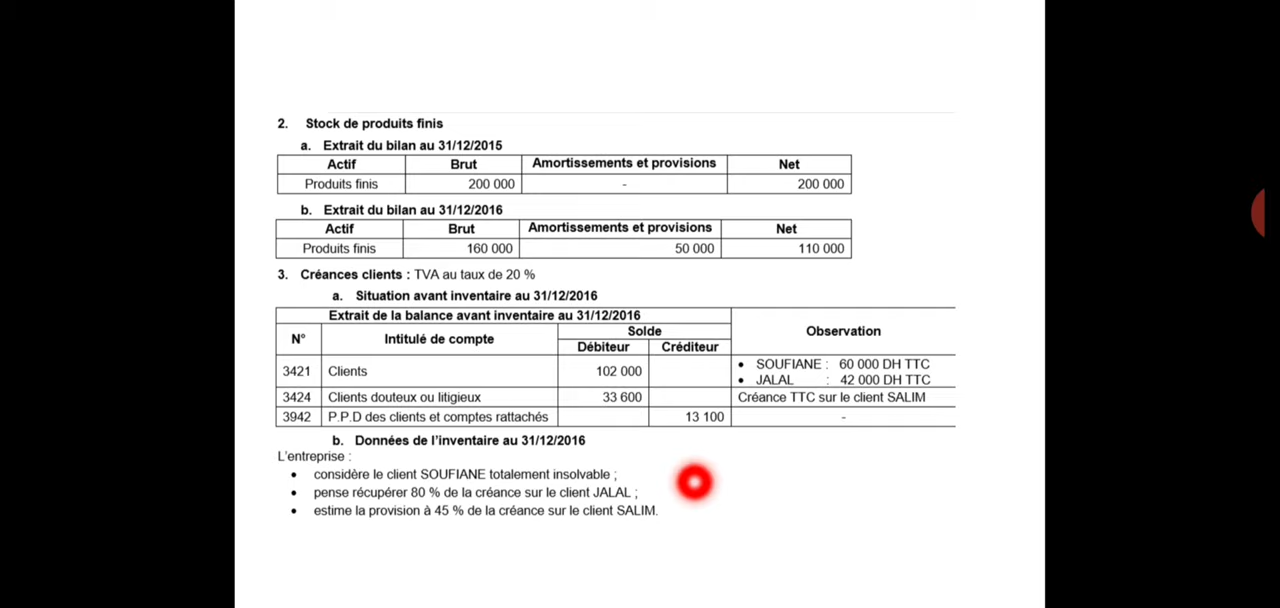 2. Stock de produits finis
a. Extrait du bilan au 31/12/2015
Actif Brut Amortissements et provisions Net
Produits finis 200 000 - 200 000
b. Extrait du bilan au 31/12/2016
Actif Brut Amortissements et provisions Net
Produits finis 160 000 50 000 110 000
3. Créances clients : TVA au taux de 20 %
a. Situation avant inventaire au 31/12/2016
Extrait de la balance avant inventaire au 31/12/2016
N° Intitulé de compte Solde Observation
Débiteur Créditeur
3421 Clients 102 000 • SOUFIANE : 60 000 DH TTC
• JALAL : 42 000 DH TTC
3424 Clients douteux ou litigieux 33 600 Créance TTC sur le client SALIM
3942 P.P.D des clients et comptes rattachés 13 100 -
b. Données de l'inventaire au 31/12/2016
L'entreprise :
• considère le client SOUFIANE totalement insolvable ;
• pense récupérer 80 % de la créance sur le client JALAL ;
• estime la provision à 45 % de la créance sur le client SALIM.